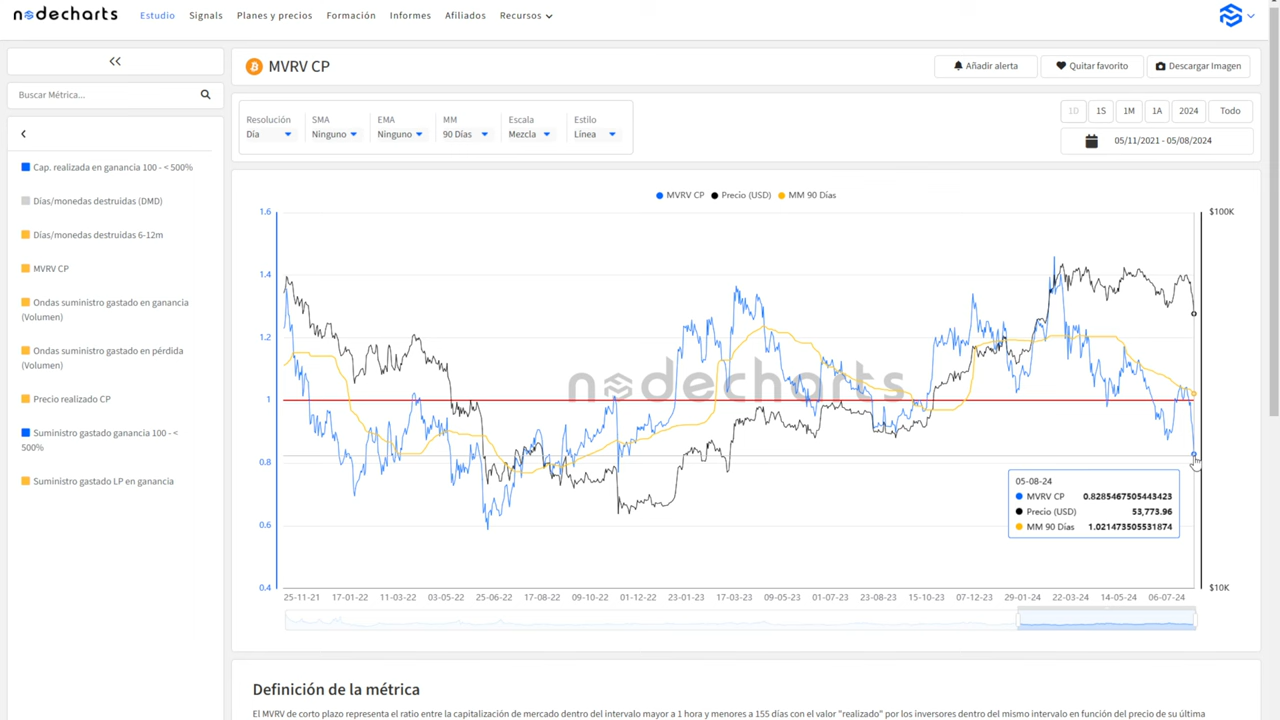 nodecharts
Estudio
Signals
Planes y precios
Formación
Informes
Afiliados
Recursos
MVRV CP
Añadir alerta
Quitar favorito
Descargar Imagen
Buscar Métrica...
Cap. realizada en ganancia 100 - < 500%
Días/monedas destruidas (DMD)
Días/monedas destruidas 6-12m
MVRV CP
Ondas suministro gastado en ganancia
(Volumen)
Ondas suministro gastado en pérdida
(Volumen)
Precio realizado CP
Suministro gastado ganancia 100 - <
500%
Suministro gastado LP en ganancia
Resolución
Día
SMA
Ninguno
EMA
Ninguno
MM
90 Días
Escala
Mezcla
Estilo
Línea
1D
1S
1M
1A
2024
Todo
05/11/2021 - 05/08/2024
MVRV CP
Precio (USD)
MM 90 Días
1.6
1.4
1.2
1
0.8
0.6
0.4
$100K
$10K
nodecharts
05-08-24
MVRV CP 0.8285467505443423
Precio (USD) 53,773.96
MM 90 Días 1.021473505531874
25-11-21 17-01-22 11-03-22 03-05-22 25-06-22 17-08-22 09-10-22 01-12-22 23-01-23 17-03-23 09-05-23 01-07-23 23-08-23 15-10-23 07-12-23 29-01-24 22-03-24 14-05-24 06-07-24
Definición de la métrica
El MVRV de corto plazo representa el ratio entre la capitalización de mercado dentro del intervalo mayor a 1 hora y menores a 155 días con el valor "realizado" por los inversores dentro del mismo intervalo en función del precio de su última